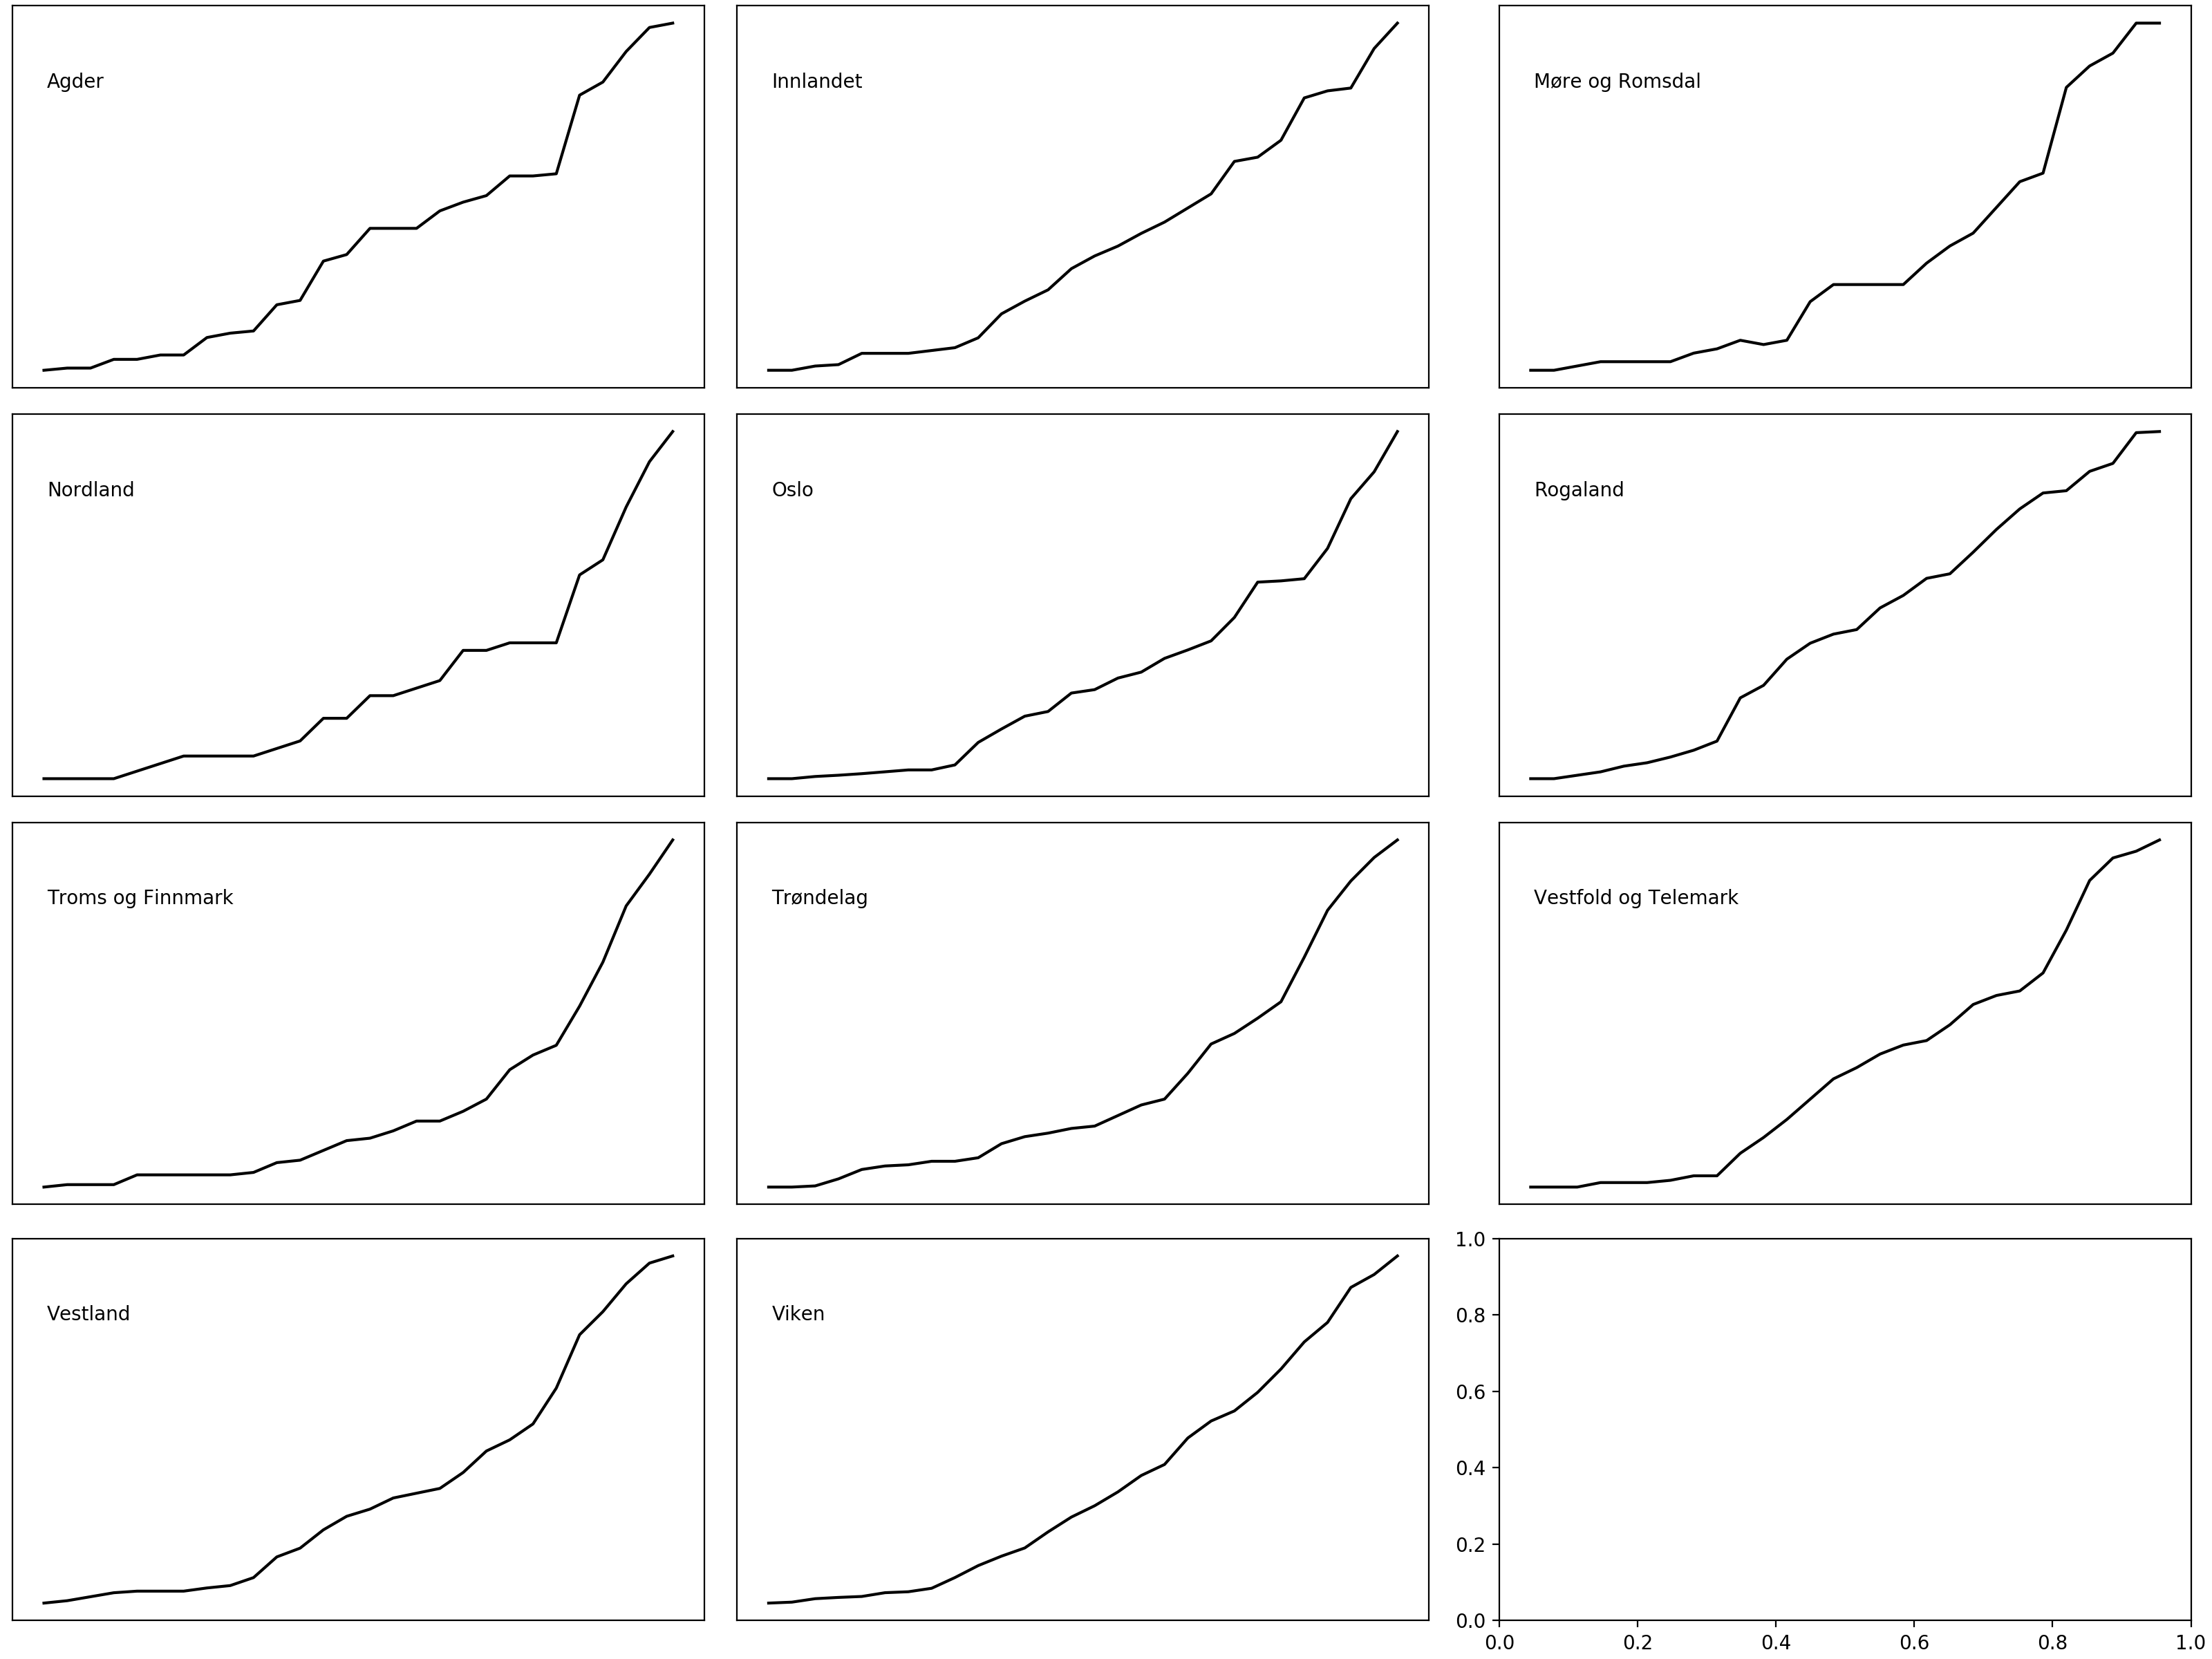 Agder
Innlandet
Møre og Romsdal
Nordland
Oslo
Rogaland
Troms og Finnmark
Trøndelag
Vestfold og Telemark
Vestland
Viken
1.0
0.8
0.6
0.4
0.2
0.0
0.0 0.2 0.4 0.6 0.8 1.0